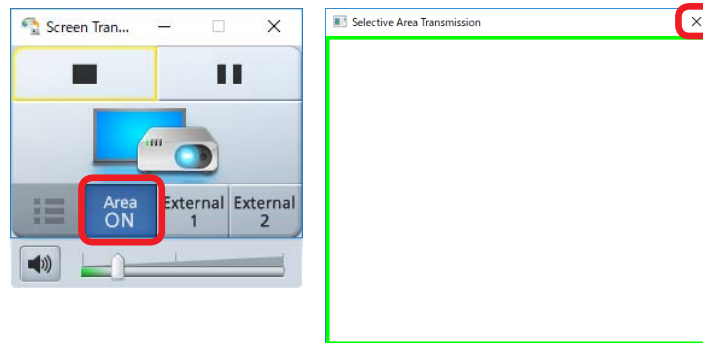 Screen Tran...
Area
ON
External
1
External
2
Selective Area Transmission